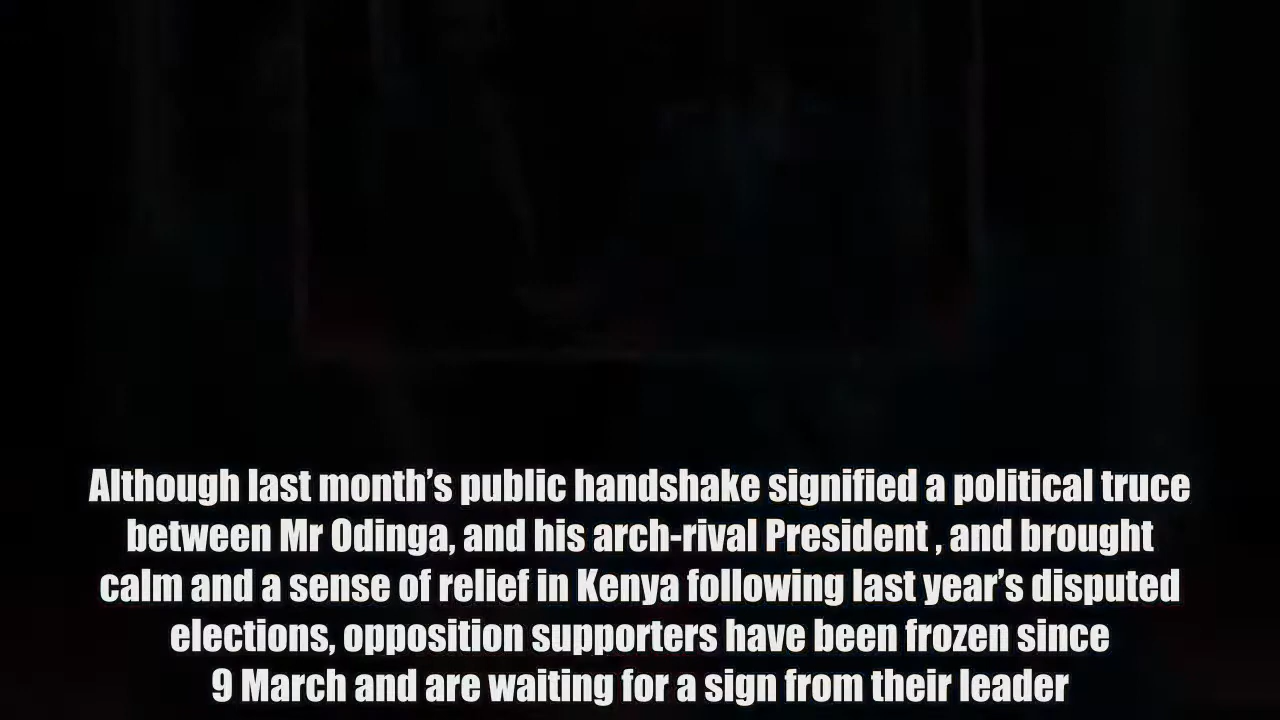 Although last month’s public handshake signified a political truce
between Mr Odinga, and his arch-rival President , and brought
calm and a sense of relief in Kenya following last year’s disputed
elections, opposition supporters have been frozen since
9 March and are waiting for a sign from their leader